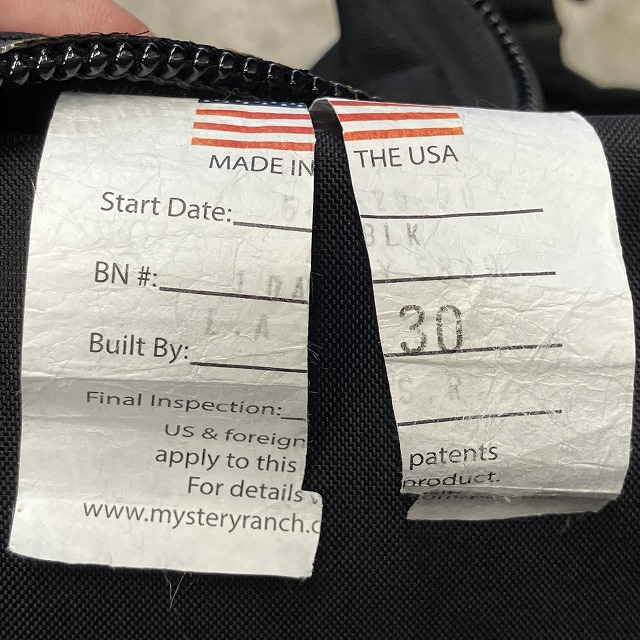 MADE IN THE USA
Start Date:
BLK
BN #:
L.A
Built By: 30
Final Inspection: S R
US & foreign patents
apply to this product.
For details
www.mysteryranch.c